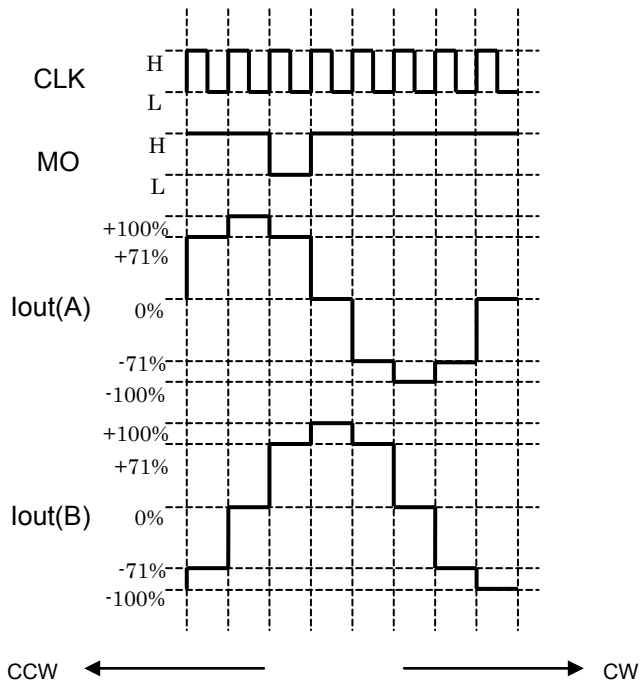 CLK
H
L
MO
H
L
Iout(A)
+100%
+71%
0%
-71%
-100%
Iout(B)
+100%
+71%
0%
-71%
-100%
CCW
CW